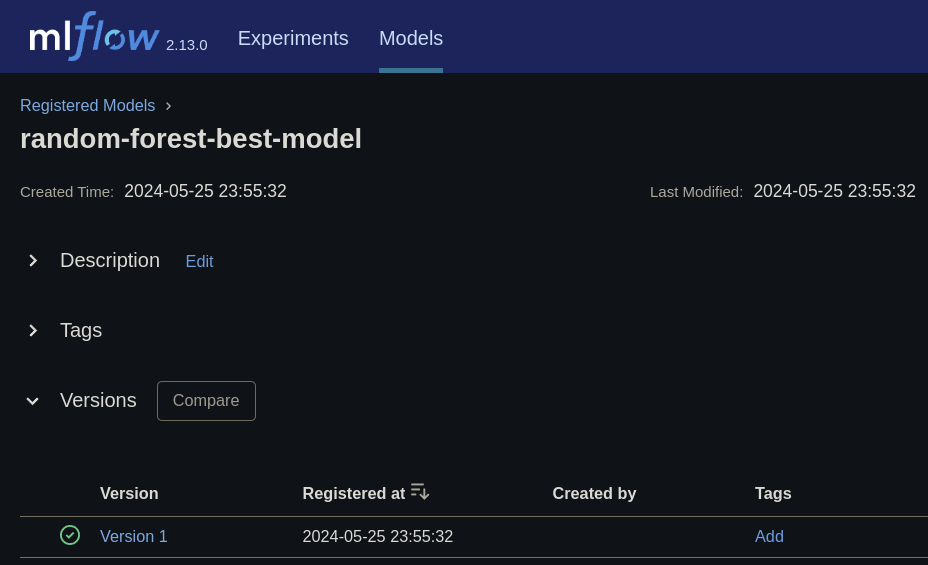 mlflow 2.13.0 Experiments Models
Registered Models
random-forest-best-model
Created Time: 2024-05-25 23:55:32 Last Modified: 2024-05-25 23:55:32
Description Edit
Tags
Versions Compare
Version Registered at Created by Tags
Version 1 2024-05-25 23:55:32 Add